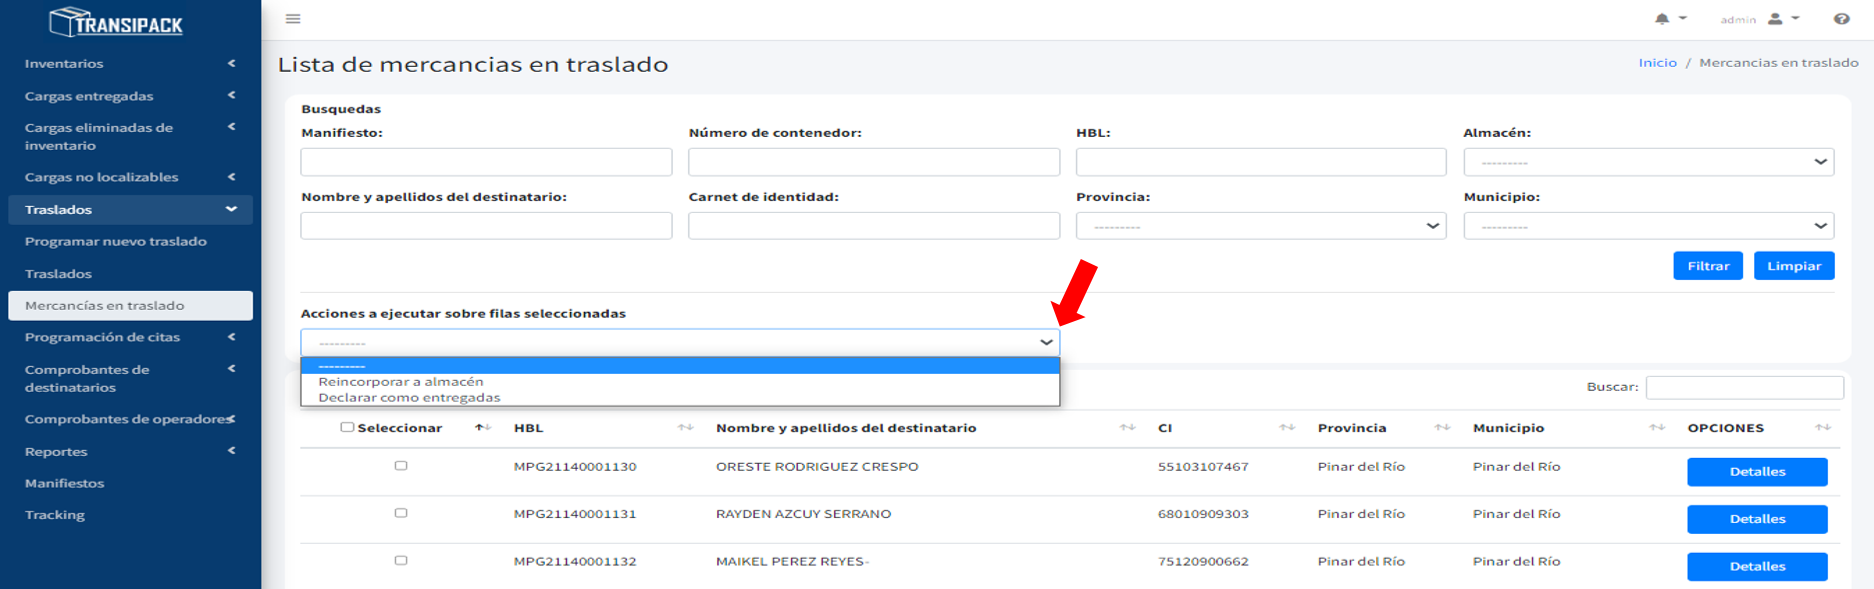 TRANSIPACK
admin
Inventarios
Cargas entregadas
Cargas eliminadas de
inventario
Cargas no localizables
Traslados
Programar nuevo traslado
Traslados
Mercancías en traslado
Programación de citas
Comprobantes de
destinatarios
Comprobantes de operadores
Reportes
Manifiestos
Tracking
Lista de mercancias en traslado
Inicio / Mercancias en traslado
Busquedas
Manifiesto: Número de contenedor: HBL: Almacén:
---------
Nombre y apellidos del destinatario: Carnet de identidad: Provincia: Municipio:
--------- ---------
Filtrar Limpiar
Acciones a ejecutar sobre filas seleccionadas
---------
---------
Reincorporar a almacén
Declarar como entregadas
Buscar:
Seleccionar HBL Nombre y apellidos del destinatario CI Provincia Municipio OPCIONES
MPG21140001130 ORESTE RODRIGUEZ CRESPO 55103107467 Pinar del Río Pinar del Río Detalles
MPG21140001131 RAYDEN AZCUY SERRANO 68010909303 Pinar del Río Pinar del Río Detalles
MPG21140001132 MAIKEL PEREZ REYES- 75120900662 Pinar del Río Pinar del Río Detalles